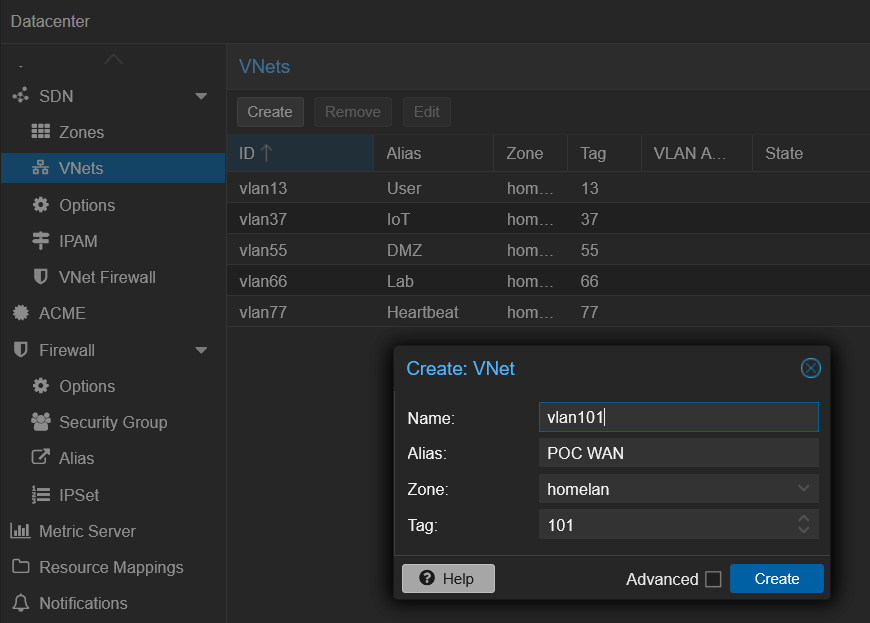 Datacenter
SDN
Zones
VNets
Options
IPAM
VNet Firewall
ACME
Firewall
Options
Security Group
Alias
IPSet
Metric Server
Resource Mappings
Notifications
VNets
Create Remove Edit
ID Alias Zone Tag VLAN A... State
vlan13 User hom... 13
vlan37 IoT hom... 37
vlan55 DMZ hom... 55
vlan66 Lab hom... 66
vlan77 Heartbeat hom... 77
Create: VNet
Name: vlan101
Alias: POC WAN
Zone: homelan
Tag: 101
Help Advanced Create